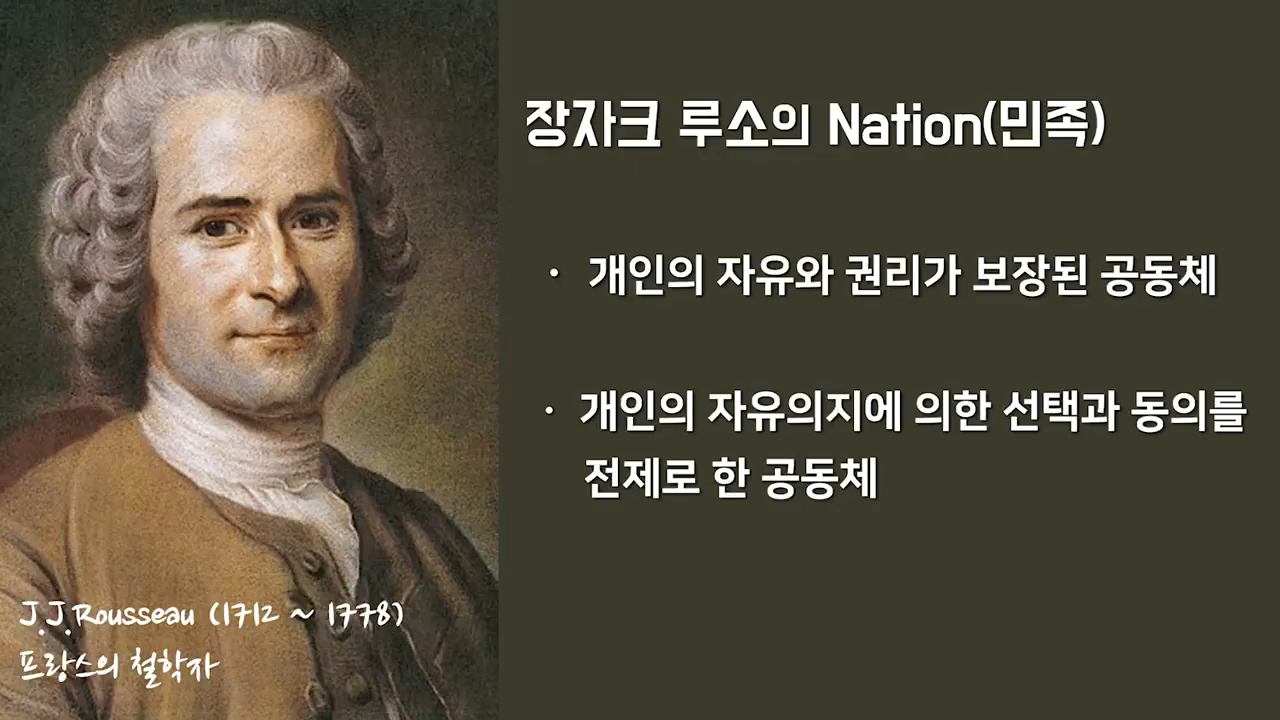 장자크 루소의 Nation(민족)
· 개인의 자유와 권리가 보장된 공동체
· 개인의 자유의지에 의한 선택과 동의를
전제로 한 공동체
J.J.Rousseau (1712 ~ 1778)
프랑스의 철학자